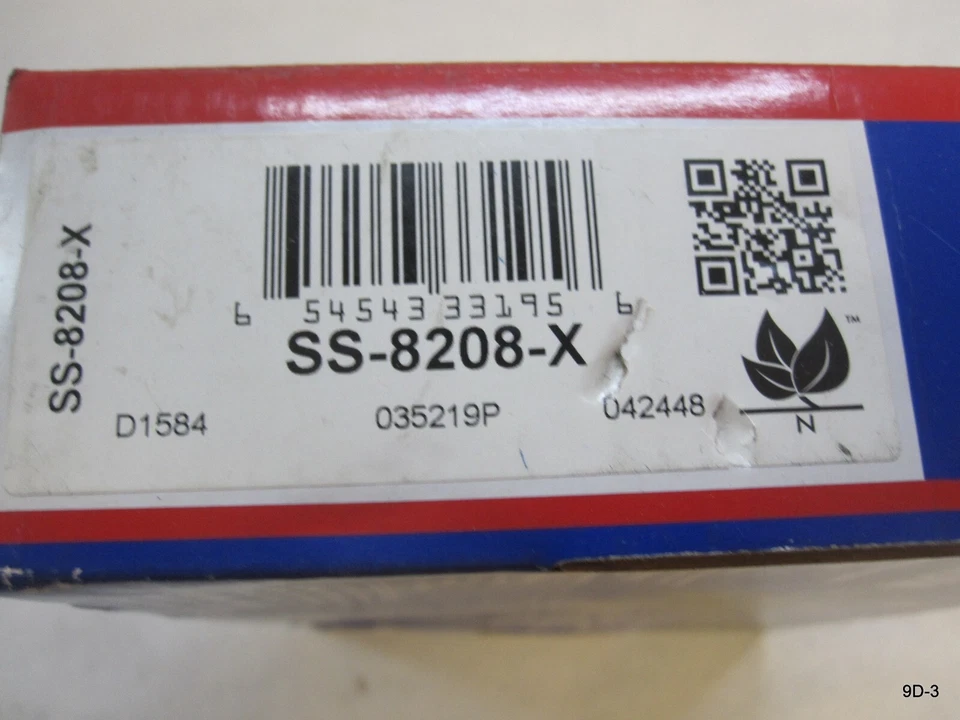 SS-8208-X
6 54543 33195 6
SS-8208-X
D1584 035219P 042448
TM
N
9D-3